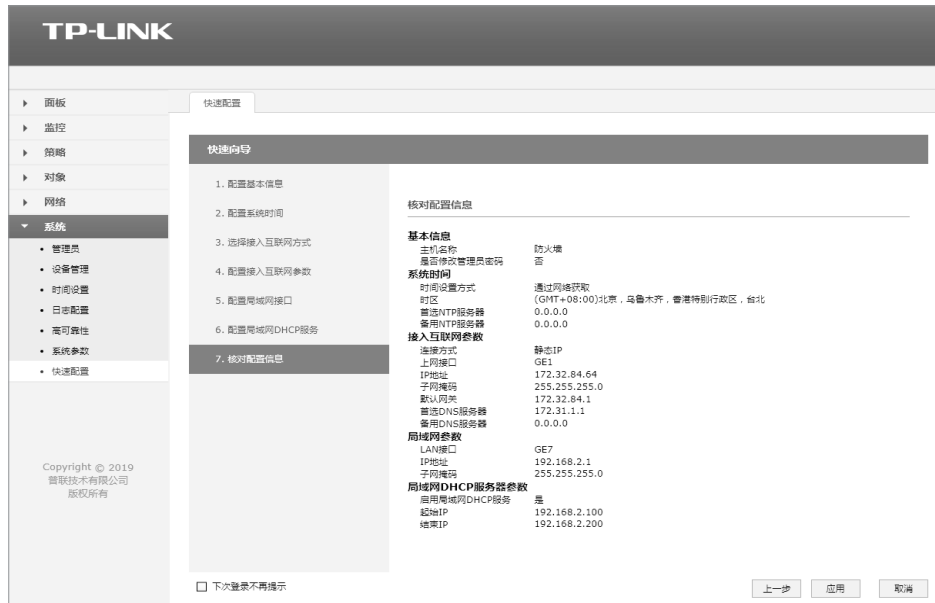 TP-LINK
面板
监控
策略
对象
网络
系统
管理员
设备管理
时间设置
日志配置
高可靠性
系统参数
快速配置
Copyright © 2019
普联技术有限公司
版权所有
快速配置
快速向导
1. 配置基本信息
2. 配置系统时间
3. 选择接入互联网方式
4. 配置接入互联网参数
5. 配置局域网接口
6. 配置局域网DHCP服务
7. 核对配置信息
核对配置信息
基本信息
主机名称 防火墙
是否修改管理员密码 否
系统时间
时间设置方式 通过网络获取
时区 (GMT+08:00)北京，乌鲁木齐，香港特别行政区，台北
首选NTP服务器 0.0.0.0
备用NTP服务器 0.0.0.0
接入互联网参数
连接方式 静态IP
上网接口 GE1
IP地址 172.32.84.64
子网掩码 255.255.255.0
默认网关 172.32.84.1
首选DNS服务器 172.31.1.1
备用DNS服务器 0.0.0.0
局域网参数
LAN接口 GE7
IP地址 192.168.2.1
子网掩码 255.255.255.0
局域网DHCP服务器参数
启用局域网DHCP服务 是
起始IP 192.168.2.100
结束IP 192.168.2.200
下次登录不再提示
上一步 应用 取消